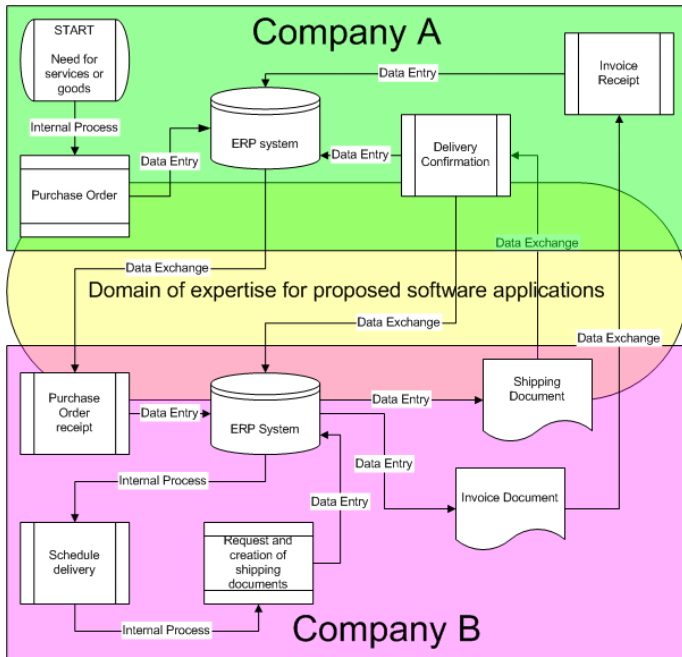 Company A
START
Need for
services or
goods
Invoice
Receipt
Data Entry
Internal Process
ERP system
Delivery
Confirmation
Data Entry
Data Entry
Purchase Order
Data Exchange
Data Exchange
Domain of expertise for proposed software applications
Data Exchange
Data Exchange
Purchase
Order
receipt
Data Entry
ERP System
Data Entry
Shipping
Document
Internal Process
Data Entry
Data Entry
Invoice Document
Schedule
delivery
Request and
creation of
shipping
documents
Internal Process
Company B